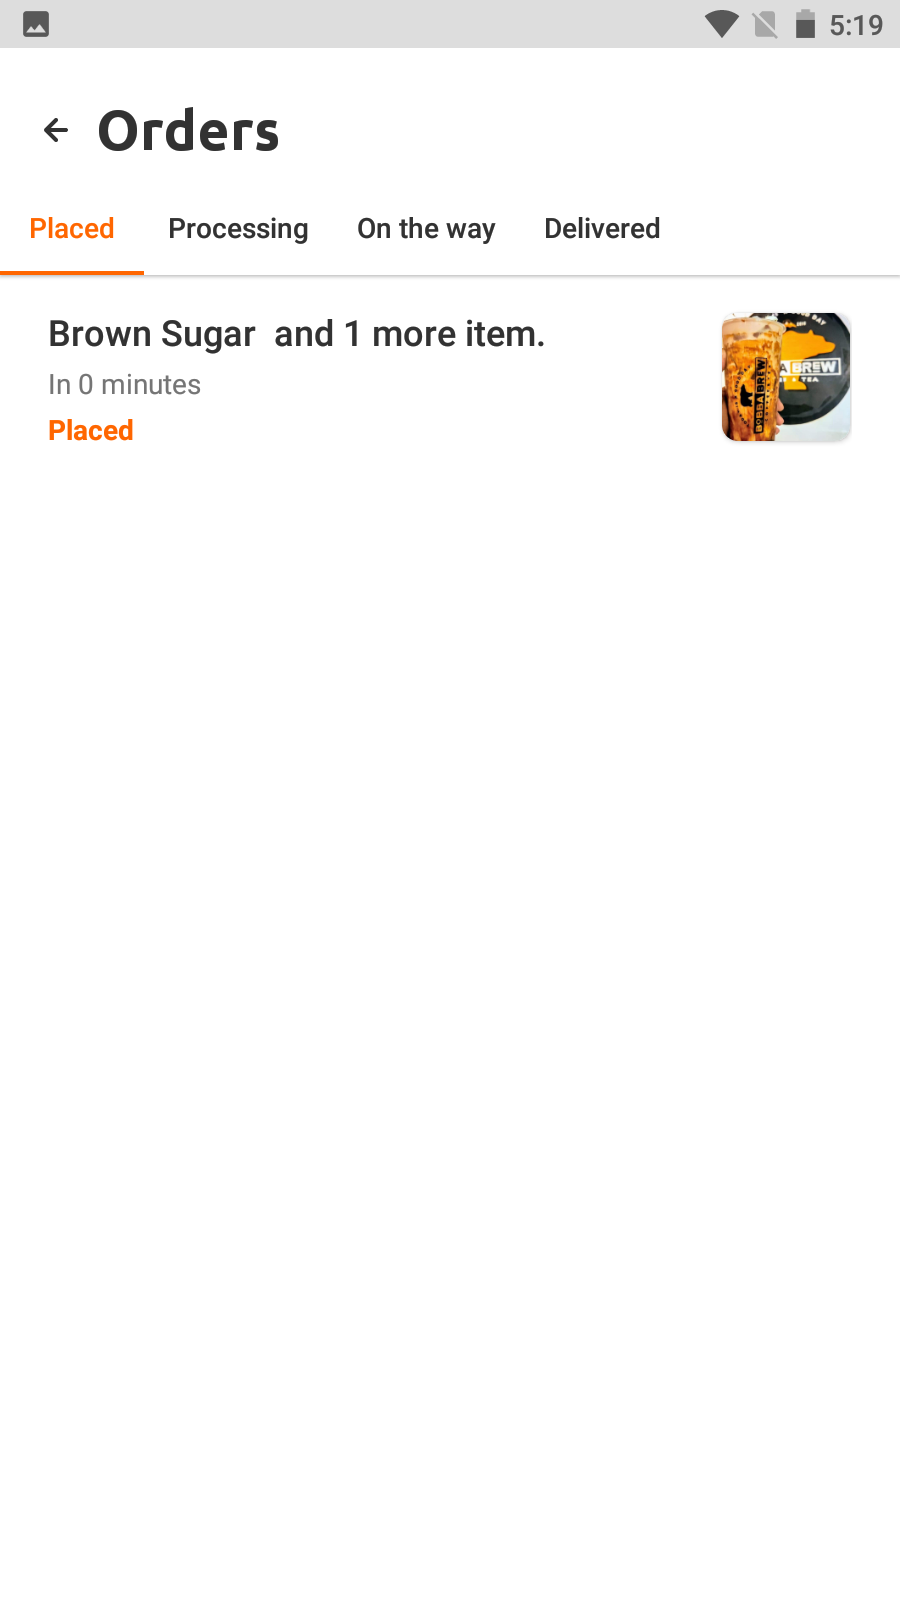 5:19
Orders
Placed Processing On the way Delivered
Brown Sugar  and 1 more item.
In 0 minutes
Placed
BREW
TEA
BOBBA BREW